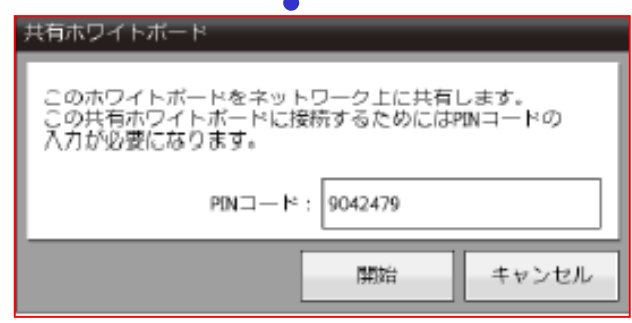 共有ホワイトボード
このホワイトボードをネットワーク上に共有します。
この共有ホワイトボードに接続するためにはPINコードの
入力が必要になります。
PINコード： 9042479
開始 キャンセル